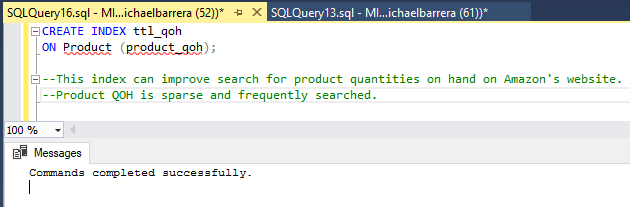 SQLQuery16.sql - MI...ichaelbarrera (52))*
SQLQuery13.sql - MI...ichaelbarrera (61))*
CREATE INDEX ttl_qoh
ON Product (product_qoh);
--This index can improve search for product quantities on hand on Amazon's website.
--Product QOH is sparse and frequently searched.
100 %
Messages
Commands completed successfully.